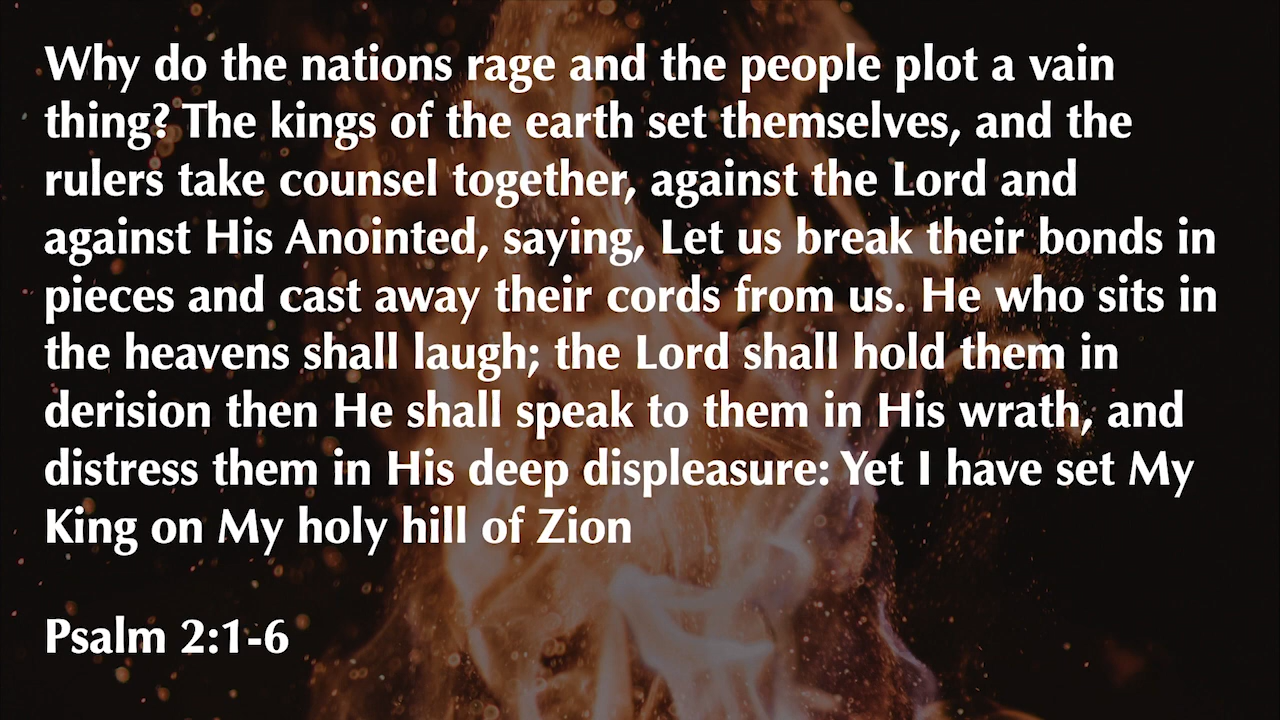 Why do the nations rage and the people plot a vain
thing? The kings of the earth set themselves, and the
rulers take counsel together, against the Lord and
against His Anointed, saying, Let us break their bonds in
pieces and cast away their cords from us. He who sits in
the heavens shall laugh; the Lord shall hold them in
derision then He shall speak to them in His wrath, and
distress them in His deep displeasure: Yet I have set My
King on My holy hill of Zion
Psalm 2:1-6